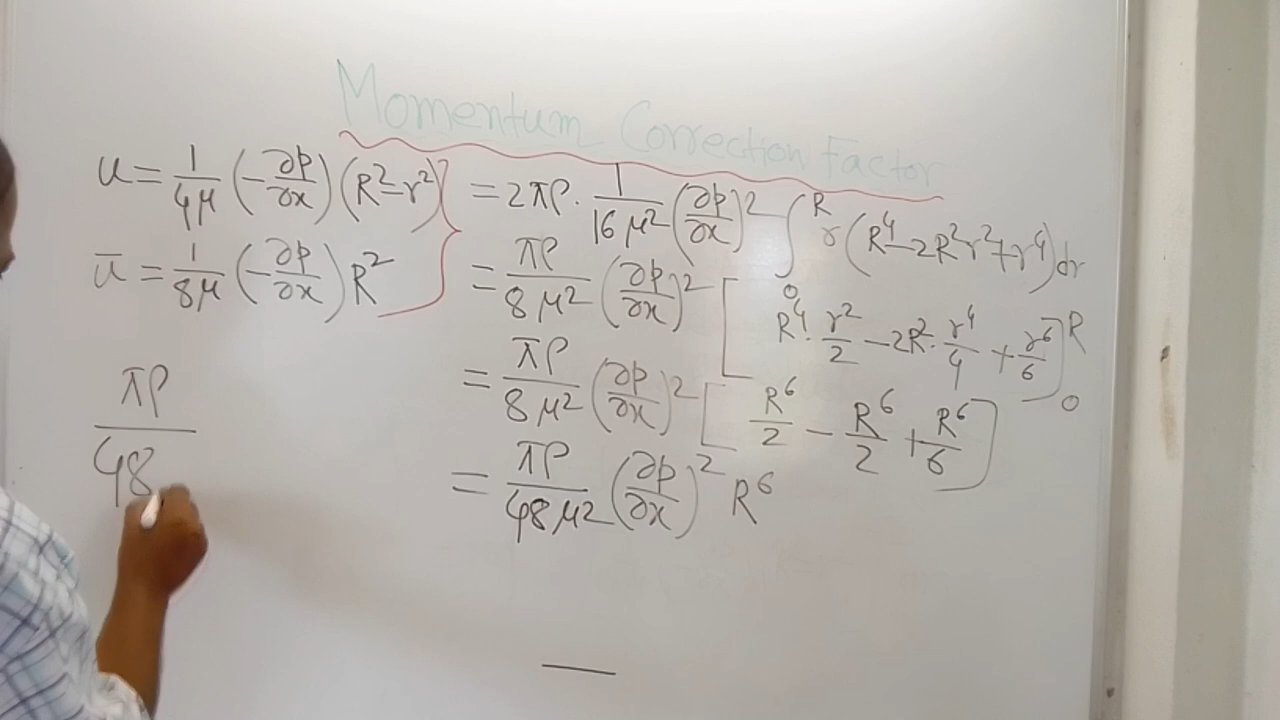 Momentum Correction Factor
u = 1/4μ (-∂p/∂x) (R²-r²)
ū = 1/8μ (-∂p/∂x) R²
πρ/48
= 2πρ · 1/16μ² (∂p/∂x)² ∫₀ᴿ r(R⁴-2R²r²+r⁴)dr
= πρ/8μ² (∂p/∂x)² [R⁴·r²/2 - 2R²·r⁴/4 + r⁶/6]₀ᴿ
= πρ/8μ² (∂p/∂x)² [R⁶/2 - R⁶/2 + R⁶/6]
= πρ/48μ² (∂p/∂x)² R⁶